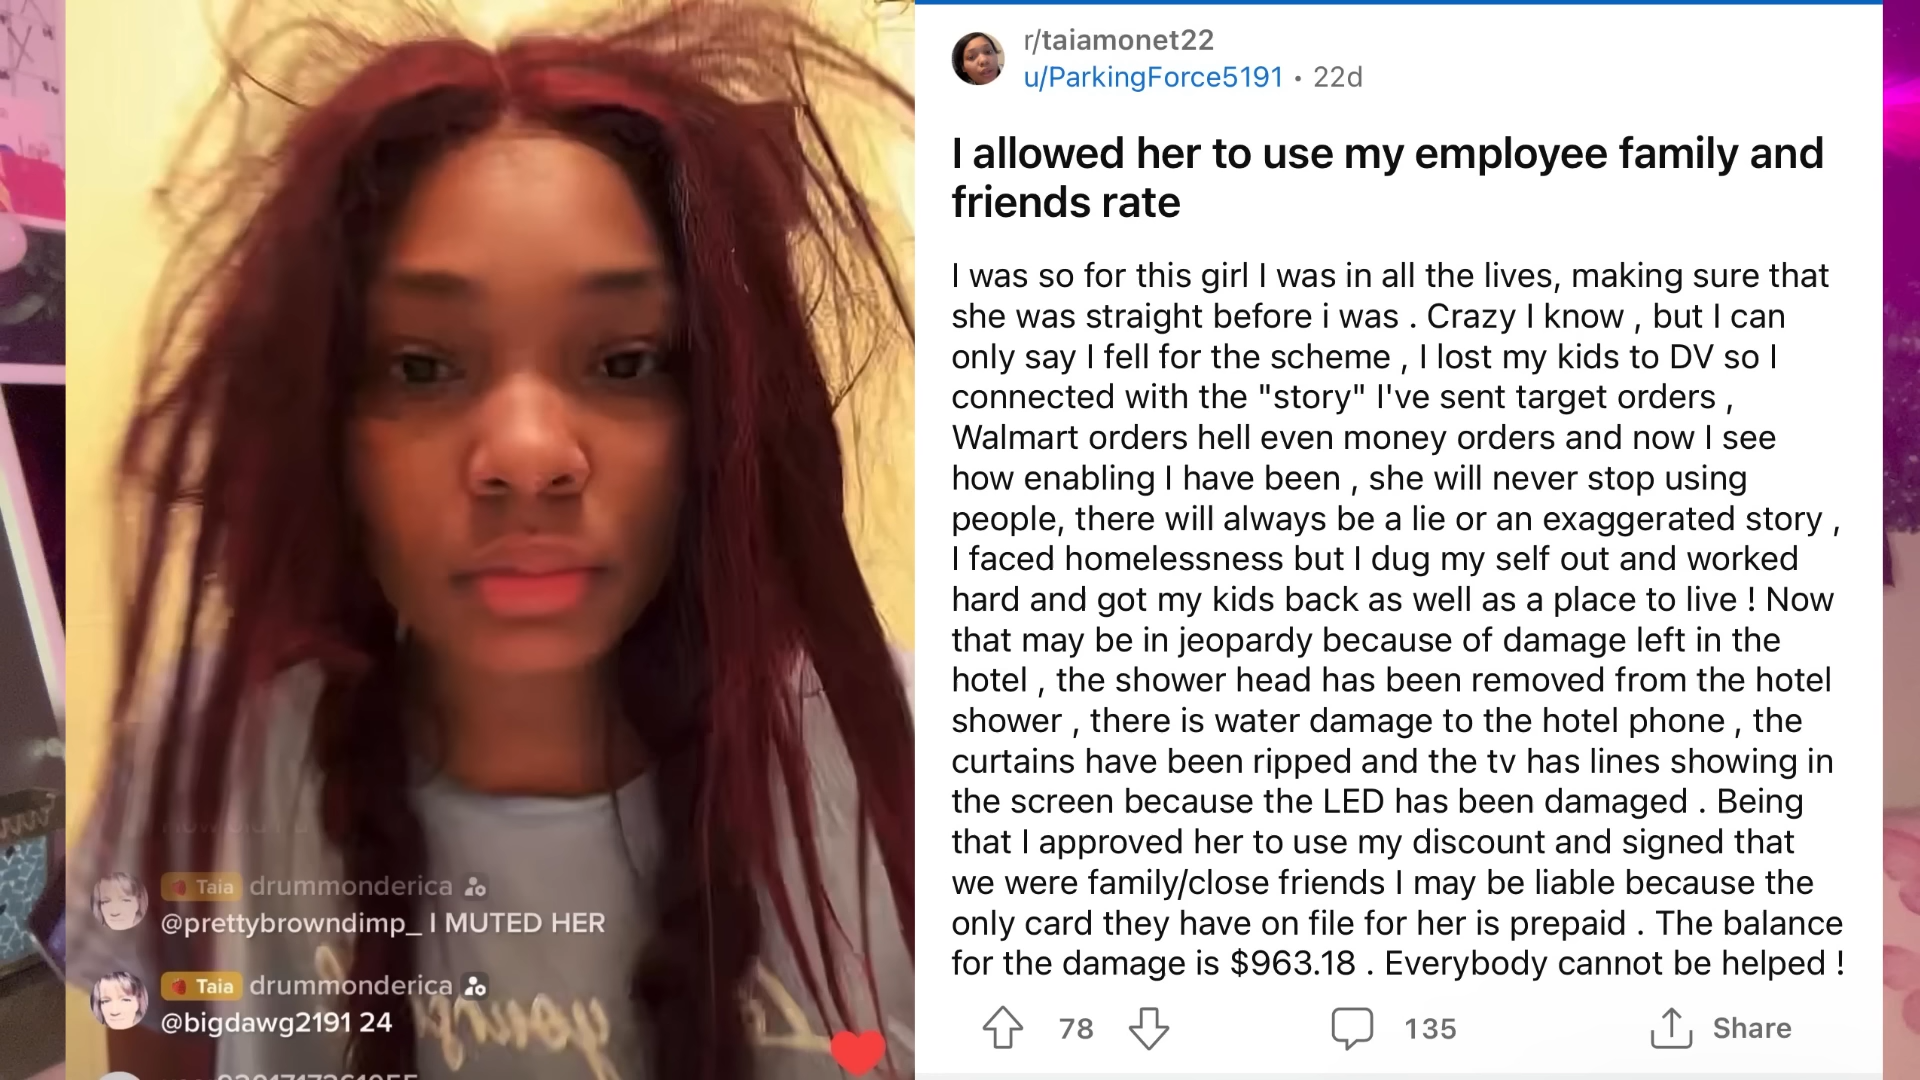 Taia drummonderica
@prettybrowndimp_ I MUTED HER
Taia drummonderica
@bigdawg2191 24
r/taiamonet22
u/ParkingForce5191 • 22d
I allowed her to use my employee family and
friends rate
I was so for this girl I was in all the lives, making sure that
she was straight before i was . Crazy I know , but I can
only say I fell for the scheme , I lost my kids to DV so I
connected with the "story" I've sent target orders ,
Walmart orders hell even money orders and now I see
how enabling I have been , she will never stop using
people, there will always be a lie or an exaggerated story ,
I faced homelessness but I dug my self out and worked
hard and got my kids back as well as a place to live ! Now
that may be in jeopardy because of damage left in the
hotel , the shower head has been removed from the hotel
shower , there is water damage to the hotel phone , the
curtains have been ripped and the tv has lines showing in
the screen because the LED has been damaged . Being
that I approved her to use my discount and signed that
we were family/close friends I may be liable because the
only card they have on file for her is prepaid . The balance
for the damage is $963.18 . Everybody cannot be helped !
78 135 Share